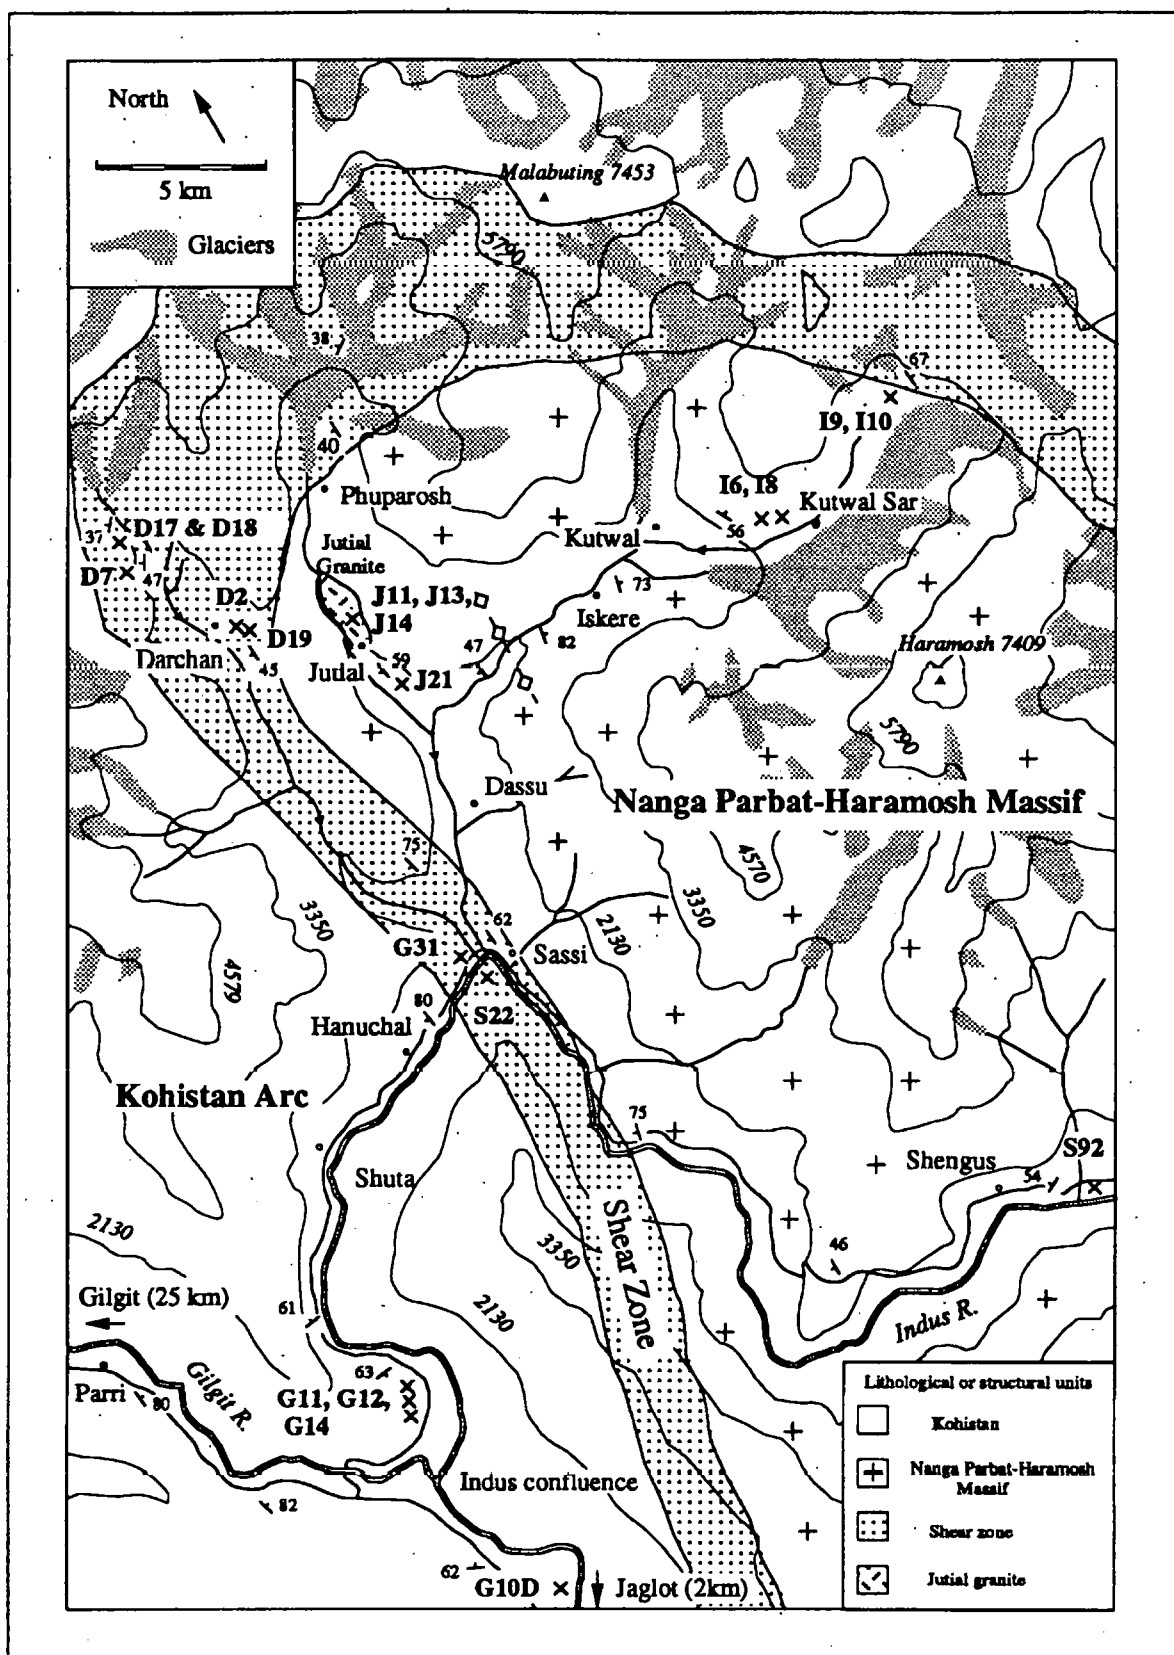 North
5 km
Glaciers
Malabuting 7453
5790
38
67
I9, I10
40
Phuparosh
I6, I8
Kutwal Sar
56
Kutwal
37
D17 & D18
D7
47
Jutial
Granite
J11, J13,
J14
73
Iskere
D2
D19
Darchan
45
Jutial
59
J21
47
82
Haramosh 7409
5790
Dassu
Nanga Parbat-Haramosh Massif
75
4570
3350
3350
2130
4579
62
G31
Sassi
80
S22
Hanuchal
Kohistan Arc
75
Shengus
S92
54
Shuta
2130
Shear Zone
3350
46
Gilgit (25 km)
61
2130
Indus R.
Parri
80
Gilgit R.
63
G11, G12,
G14
Indus confluence
82
62
G10D
Jaglot (2km)
Lithological or structural units
Kohistan
Nanga Parbat-Haramosh
Massif
Shear zone
Jutial granite